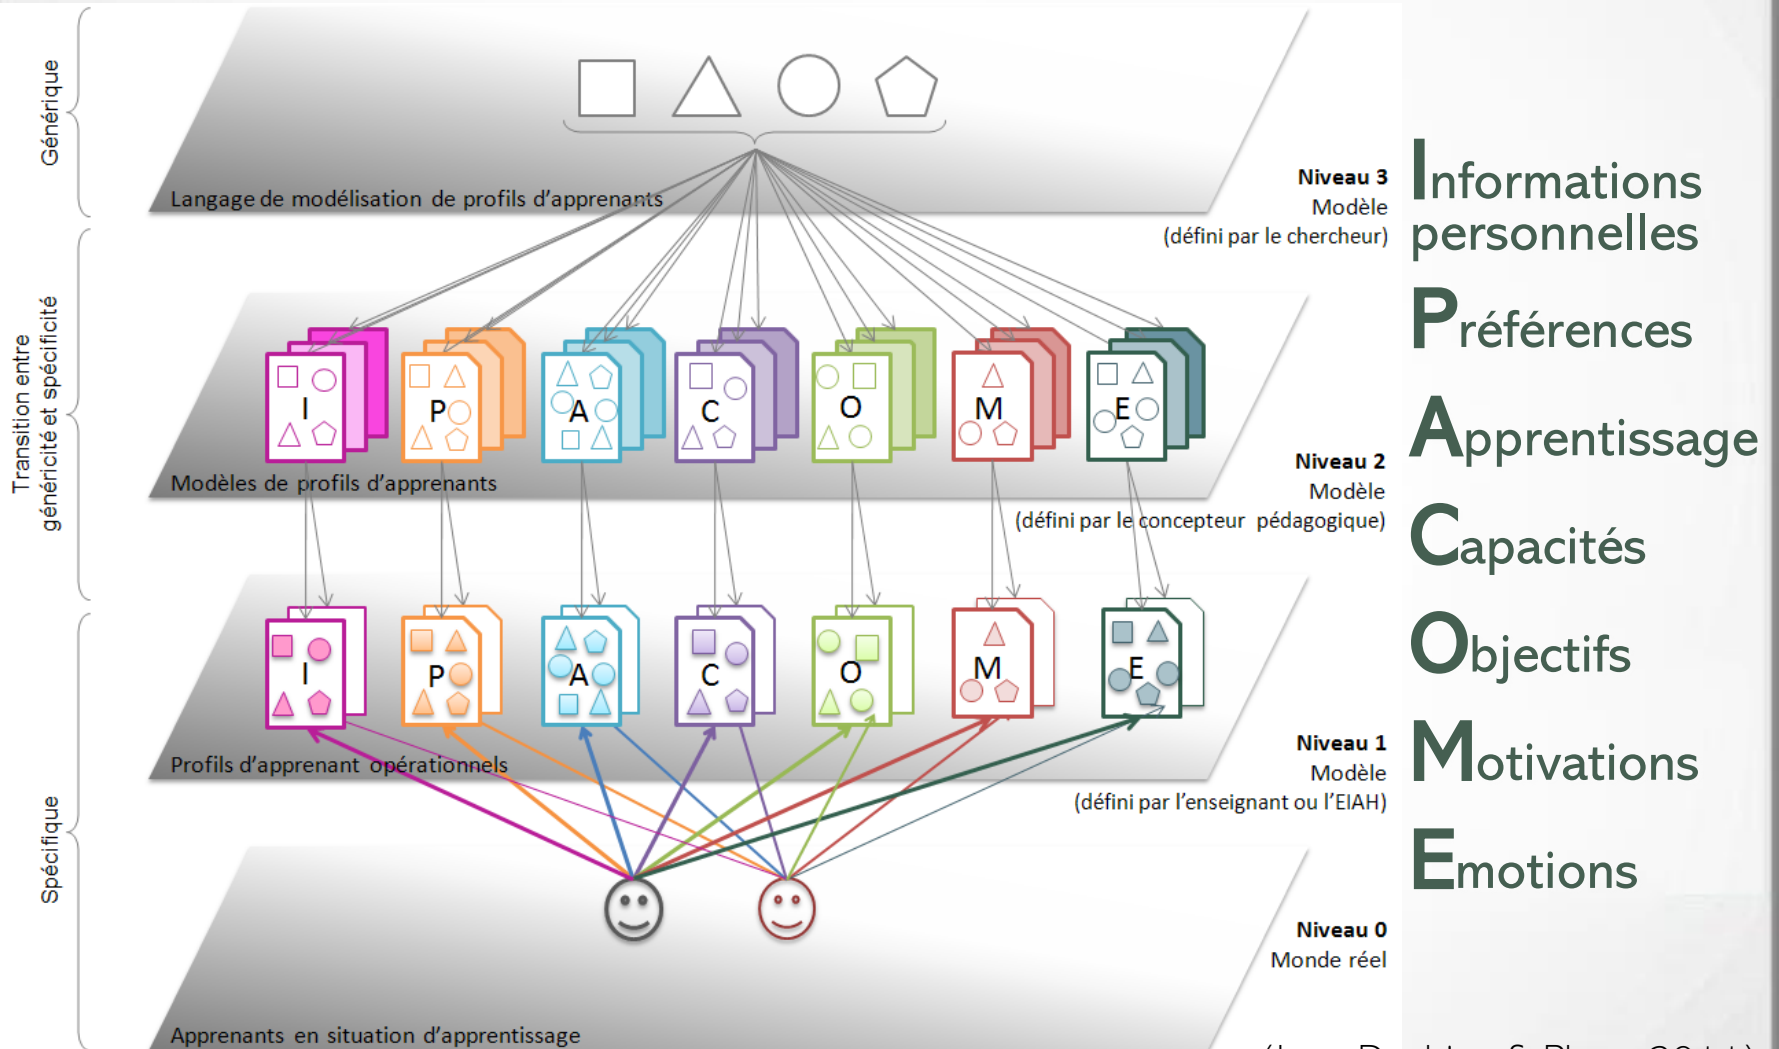 Générique
Langage de modélisation de profils d'apprenants
Niveau 3
Modèle
(défini par le chercheur)
Transition entre
généricité et spécificité
I
P
A
C
O
M
E
Modèles de profils d'apprenants
Niveau 2
Modèle
(défini par le concepteur pédagogique)
Spécifique
I
P
A
C
O
M
E
Profils d'apprenant opérationnels
Niveau 1
Modèle
(défini par l'enseignant ou l'EIAH)
Niveau 0
Monde réel
Apprenants en situation d'apprentissage
Informations
personnelles
Préférences
Apprentissage
Capacités
Objectifs
Motivations
Emotions